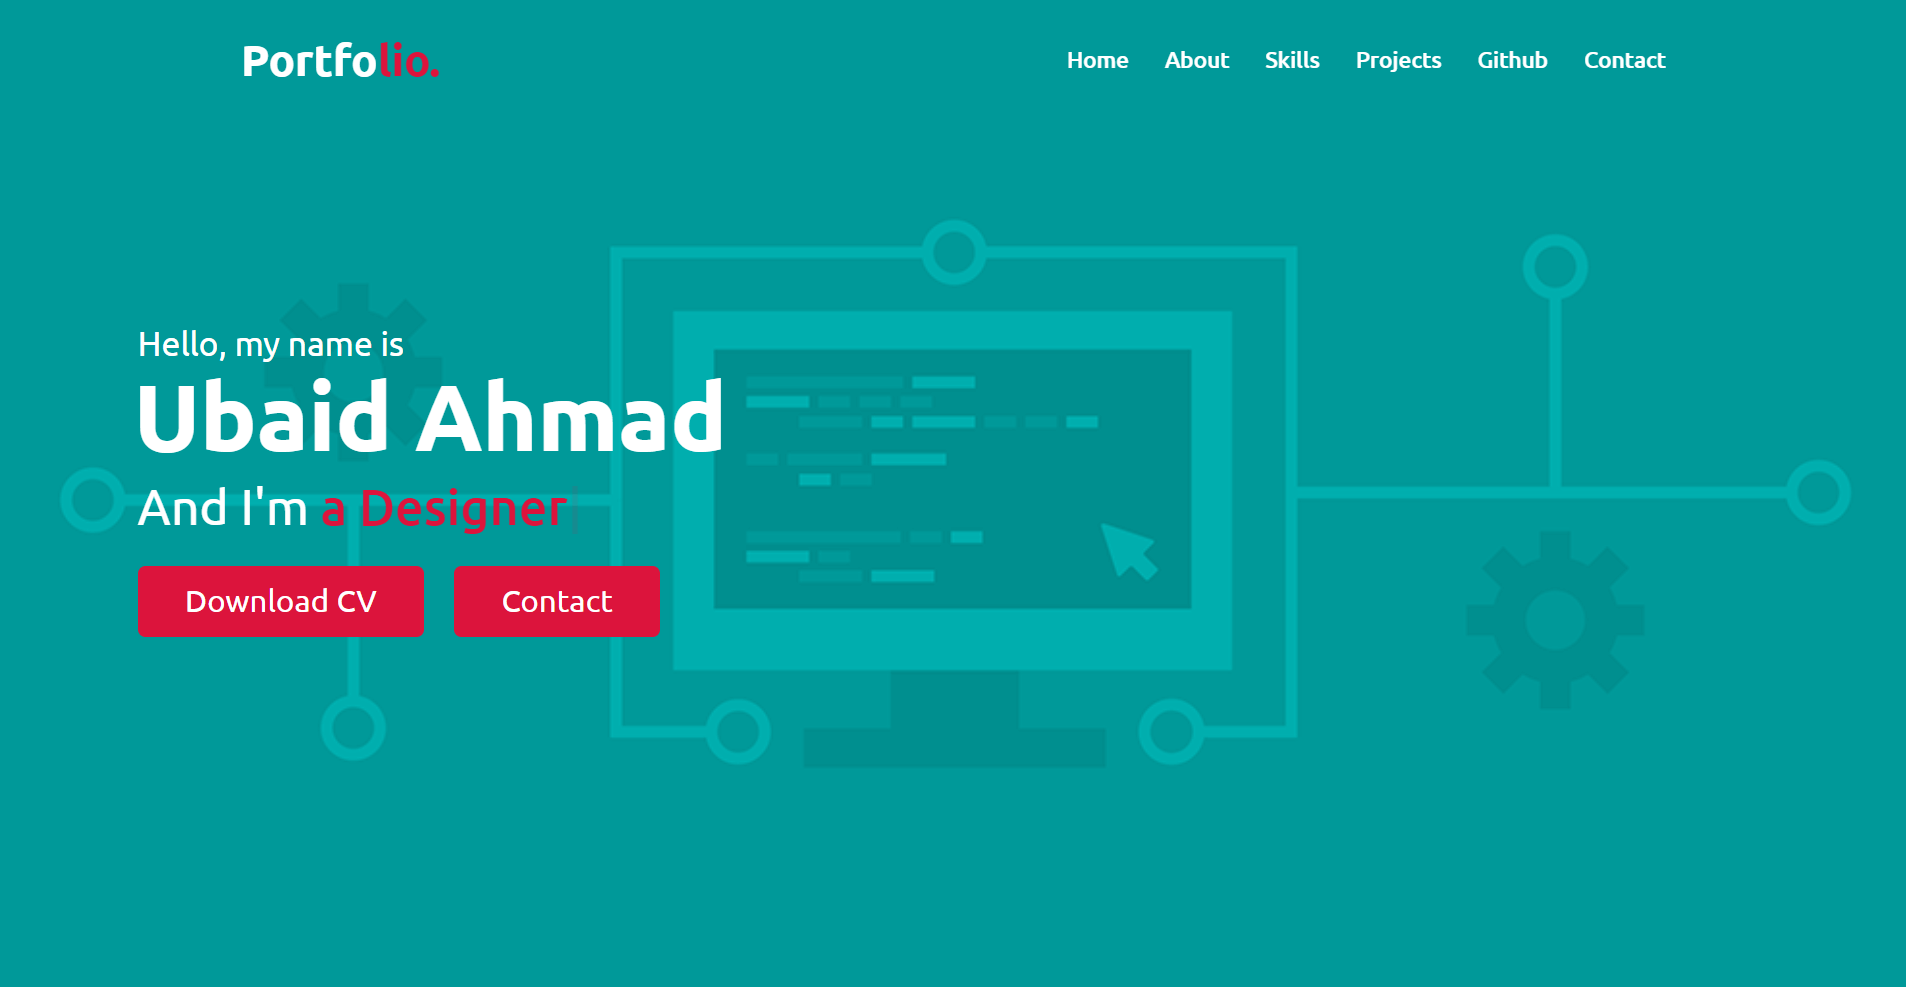 Portfolio.
Home About Skills Projects Github Contact
Hello, my name is
Ubaid Ahmad
And I'm a Designer
Download CV Contact